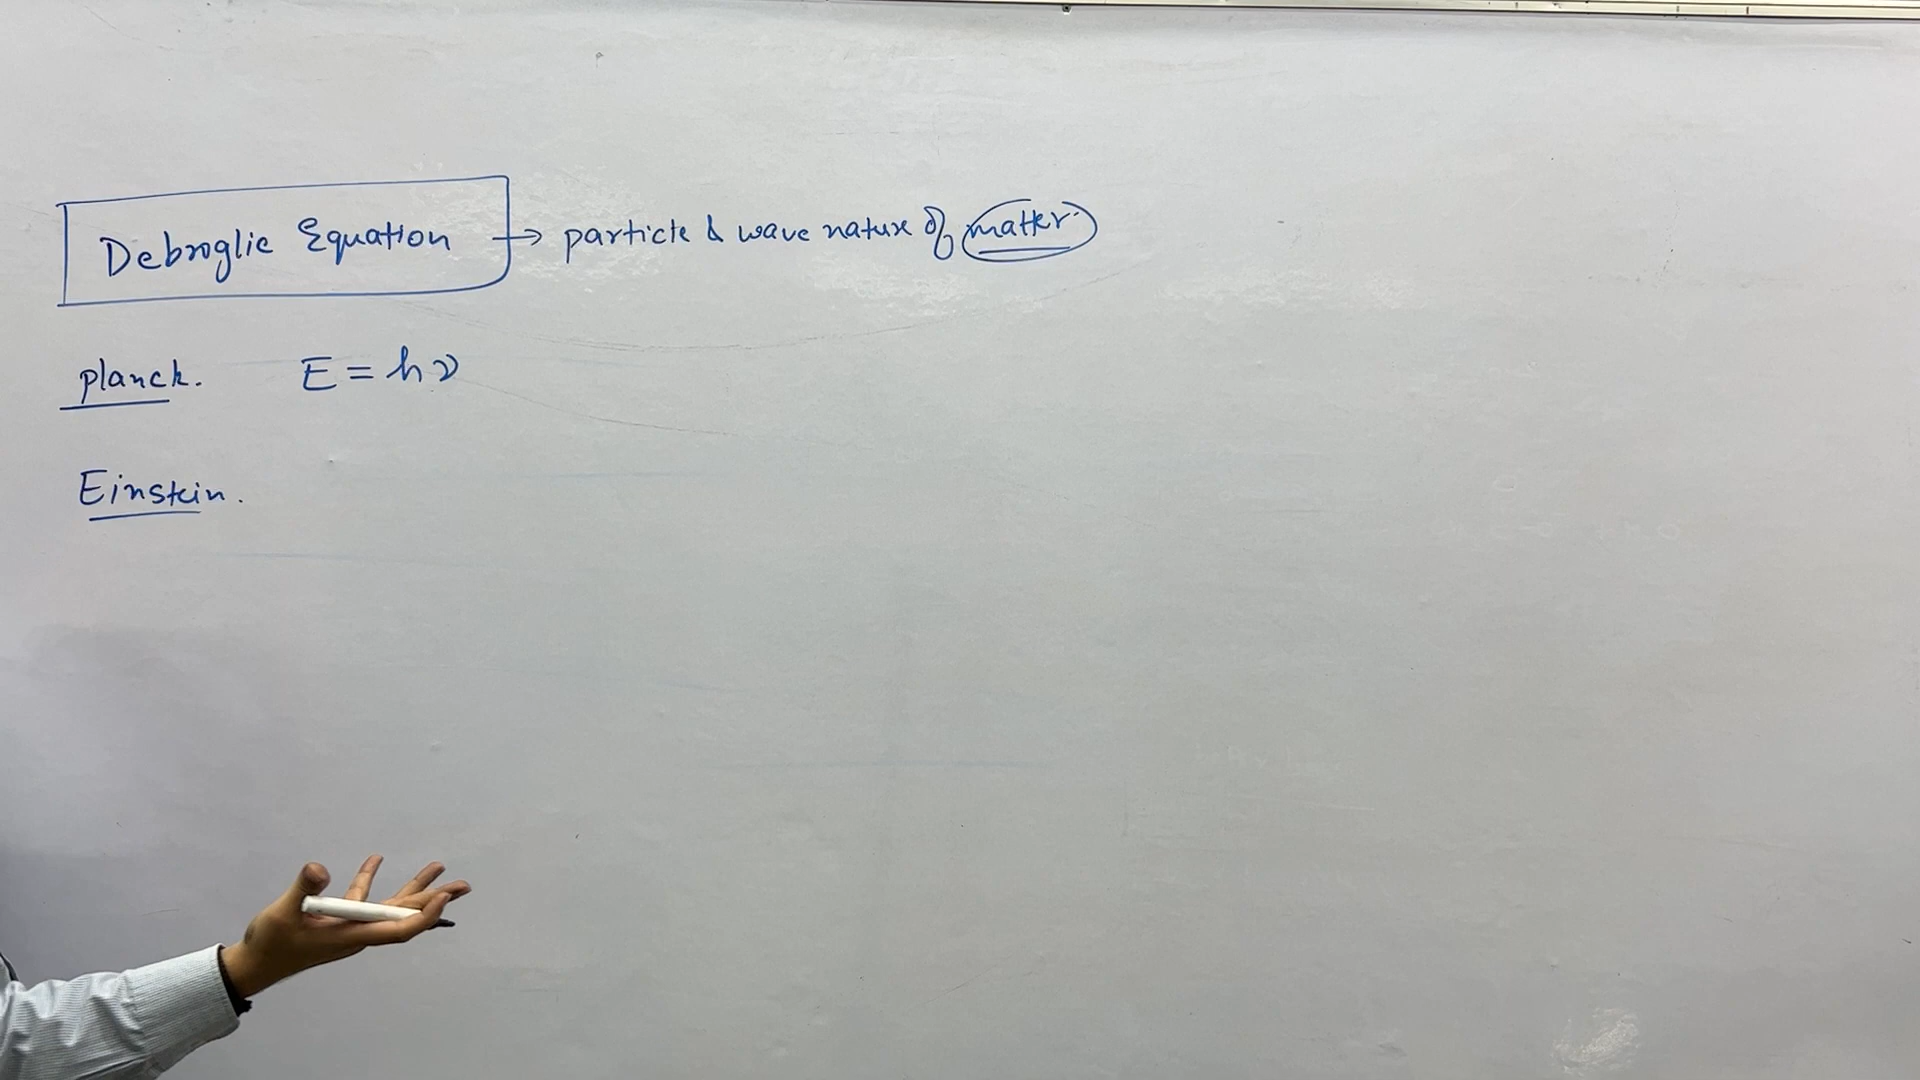 Debroglie Equation → particle & wave nature of matter.
planck. E = hν
Einstein.